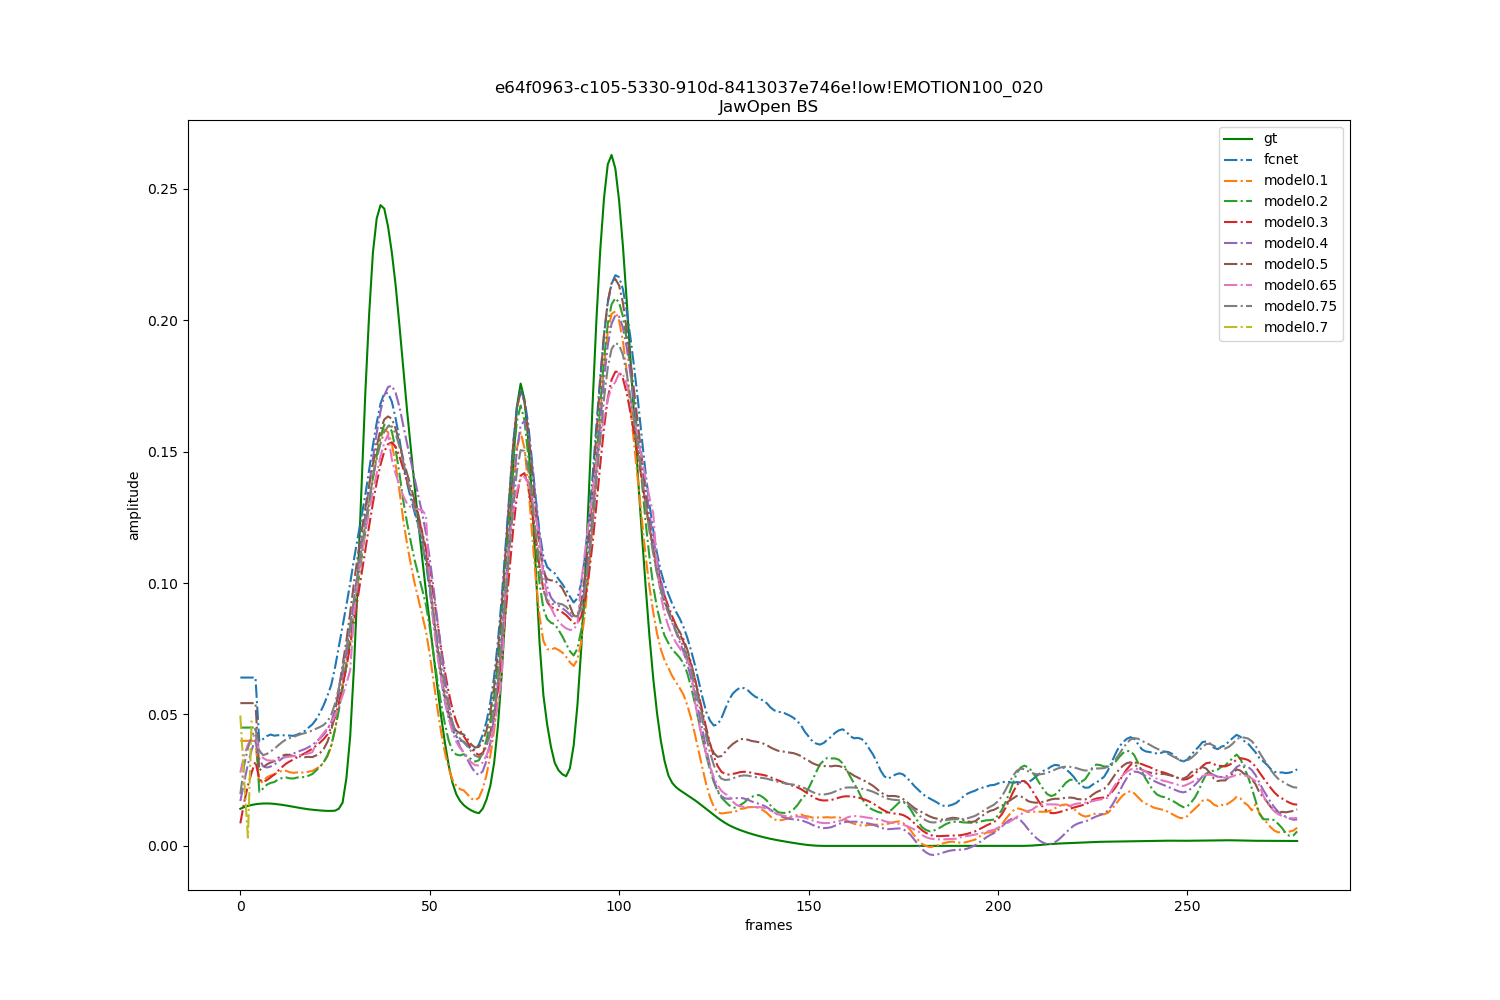 e64f0963-c105-5330-910d-8413037e746e!low!EMOTION100_020
JawOpen BS
gt
fcnet
model0.1
model0.2
model0.3
model0.4
model0.5
model0.65
model0.75
model0.7
0.25
0.20
0.15
0.10
0.05
0.00
amplitude
0 50 100 150 200 250
frames